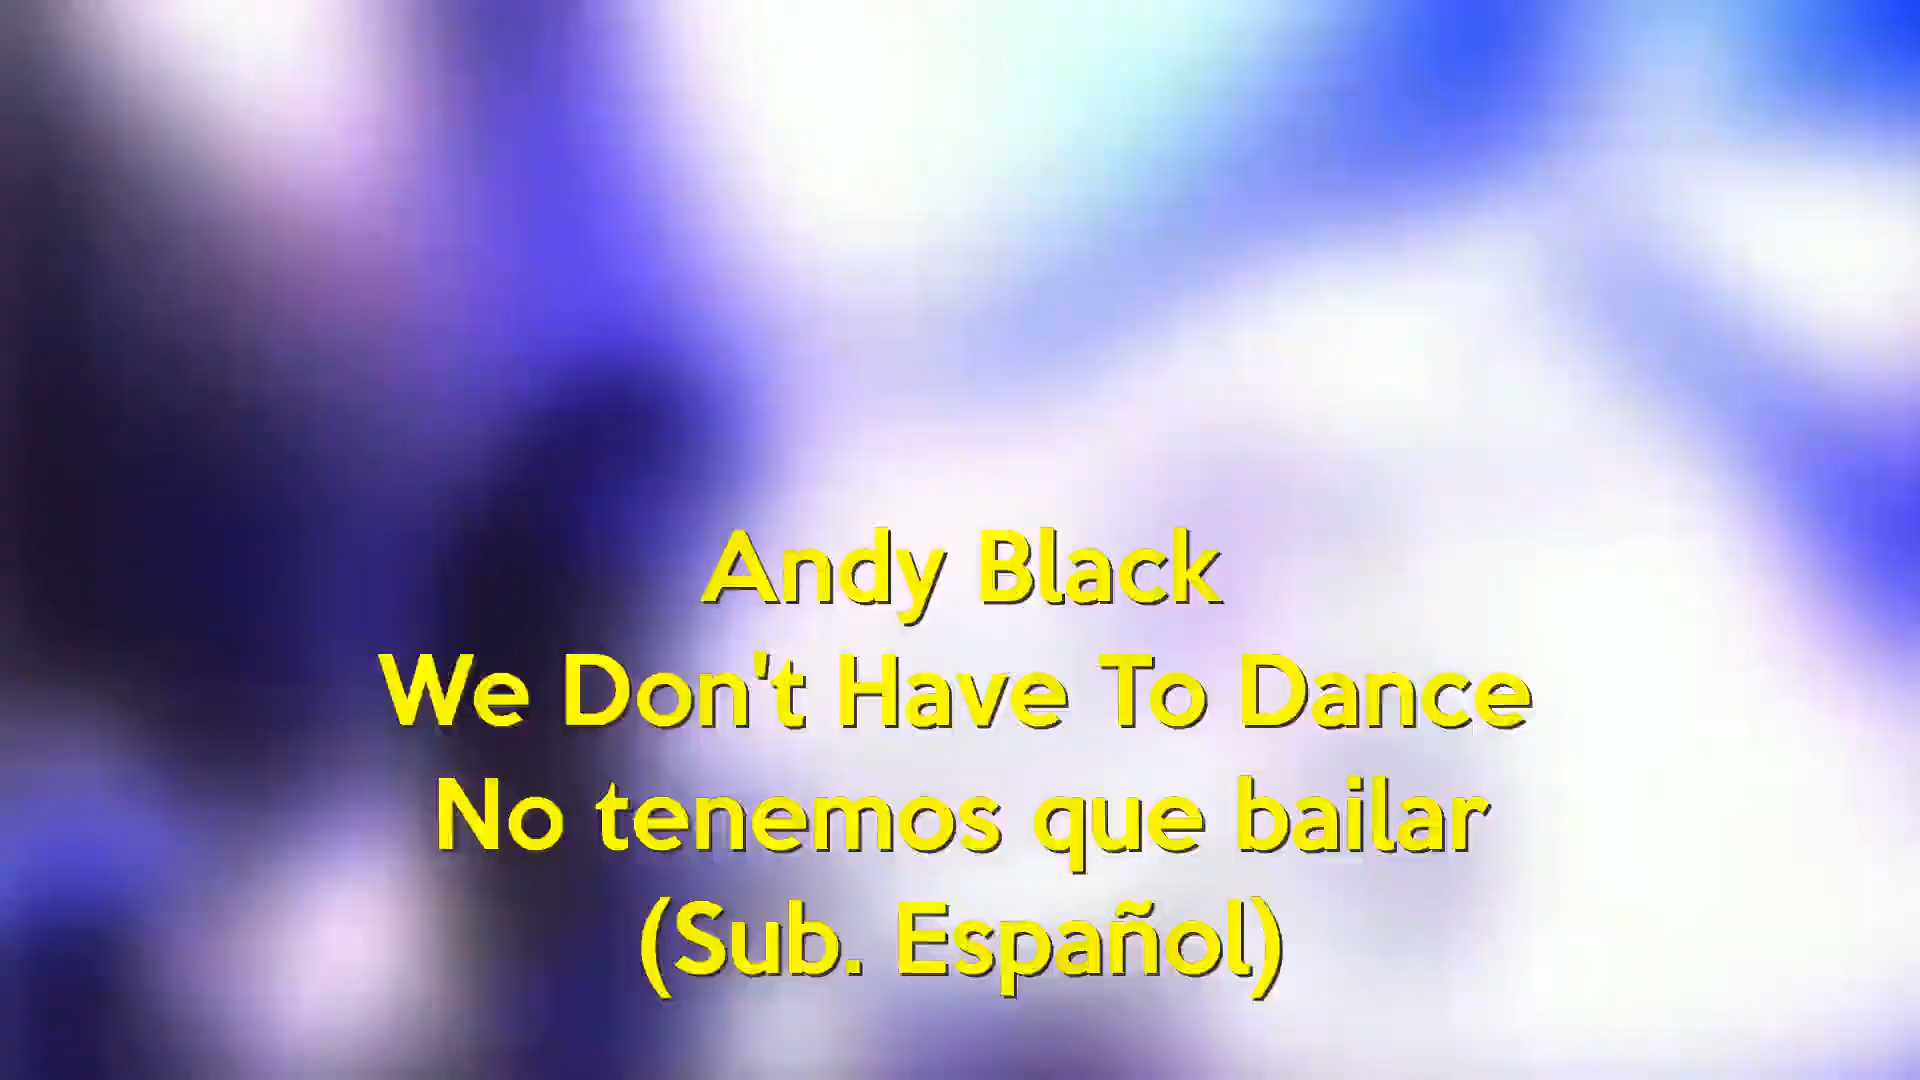 Andy Black
We Don't Have To Dance
No tenemos que bailar
(Sub. Español)